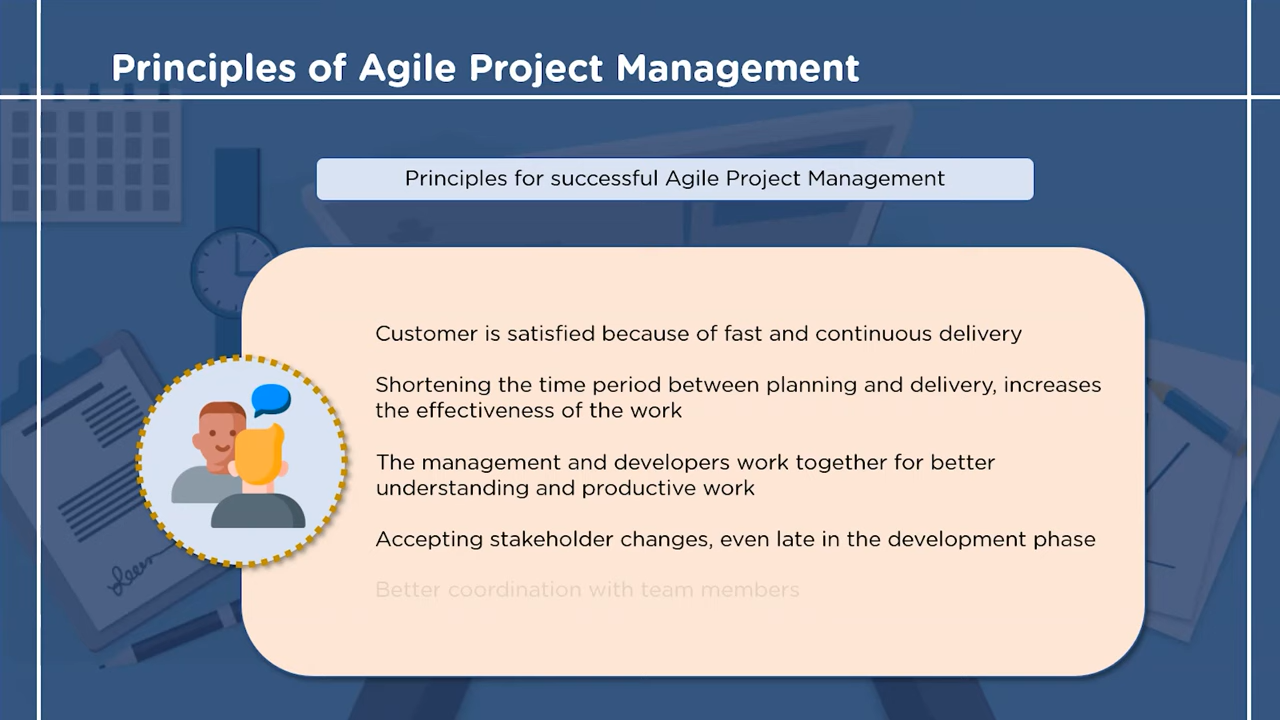 Principles of Agile Project Management
Principles for successful Agile Project Management
Customer is satisfied because of fast and continuous delivery
Shortening the time period between planning and delivery, increases
the effectiveness of the work
The management and developers work together for better
understanding and productive work
Accepting stakeholder changes, even late in the development phase
Better coordination with team members